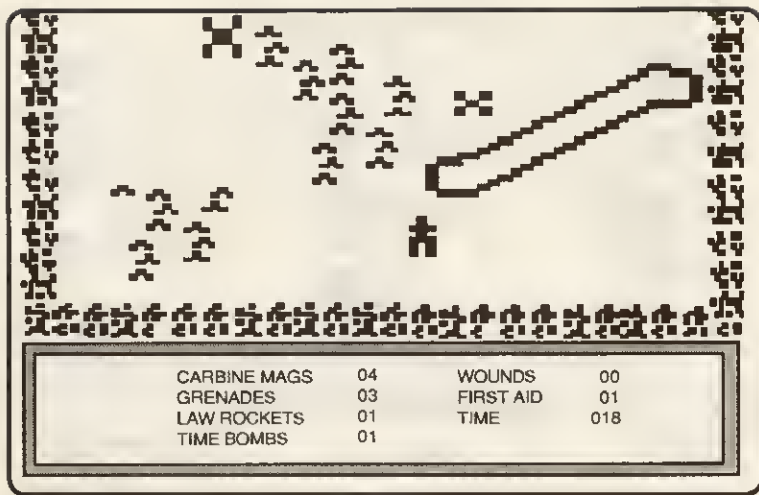 CARBINE MAGS 04 WOUNDS 00
GRENADES 03 FIRST AID 01
LAW ROCKETS 01 TIME 018
TIME BOMBS 01